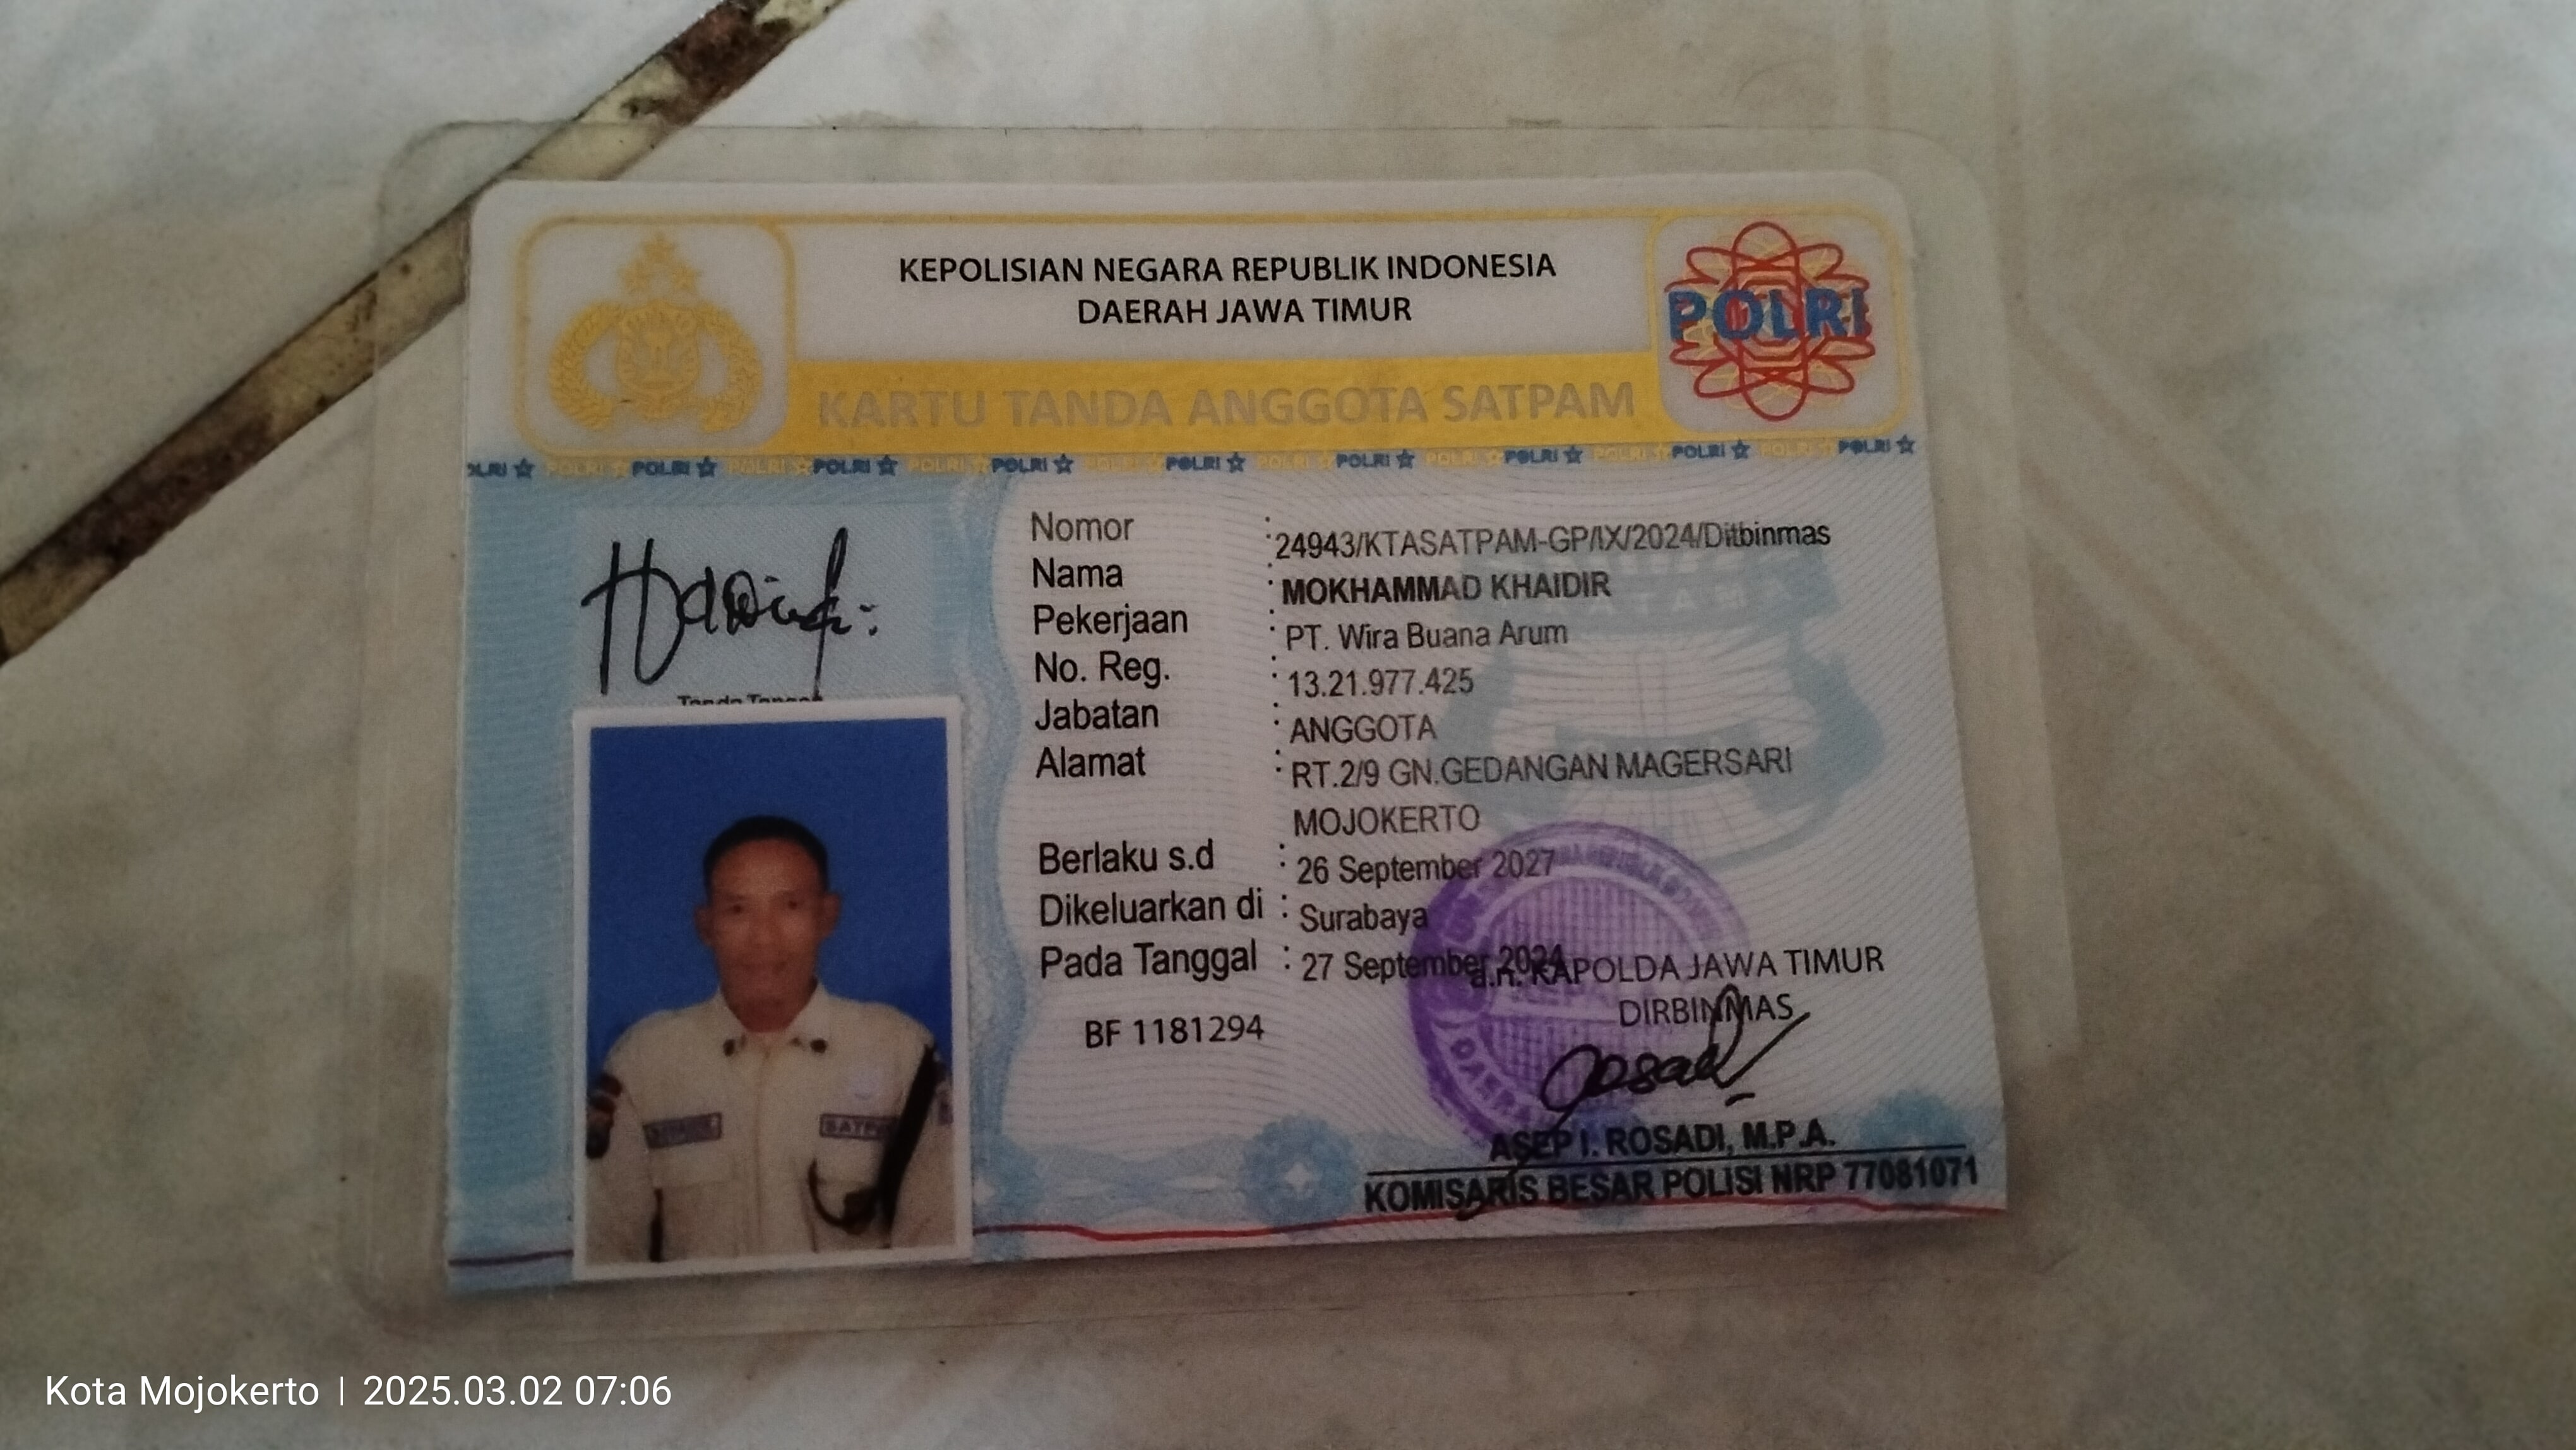 KEPOLISIAN NEGARA REPUBLIK INDONESIA
DAERAH JAWA TIMUR
POLRI
KARTU TANDA ANGGOTA SATPAM
POLRI POLRI POLRI POLRI POLRI POLRI POLRI POLRI POLRI POLRI POLRI POLRI POLRI POLRI POLRI POLRI
Nomor : 24943/KTASATPAM-GP/IX/2024/Ditbinmas
Nama : MOKHAMMAD KHAIDIR
Pekerjaan : PT. Wira Buana Arum
No. Reg. : 13.21.977.425
Tanda Tangan
Jabatan : ANGGOTA
Alamat : RT.2/9 GN.GEDANGAN MAGERSARI
MOJOKERTO
Berlaku s.d : 26 September 2027
Dikeluarkan di : Surabaya
Pada Tanggal : 27 September 2024
a.n. KAPOLDA JAWA TIMUR
DIRBINMAS
BF 1181294
SATPAM
ASEP I. ROSADI, M.P.A.
KOMISARIS BESAR POLISI NRP 77081071
Kota Mojokerto | 2025.03.02 07:06